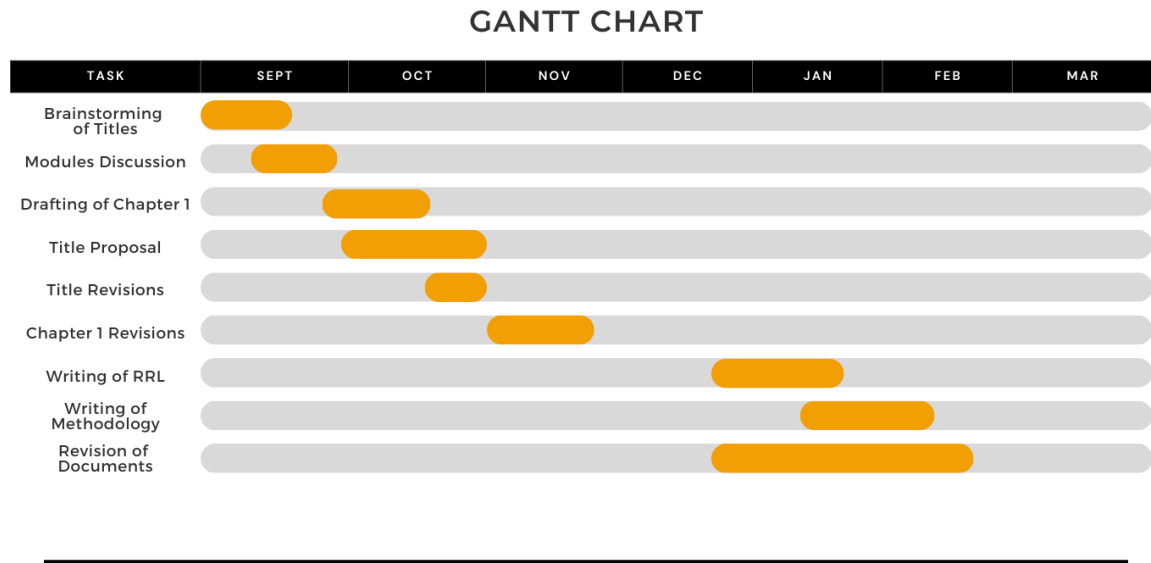 GANTT CHART
TASK SEPT OCT NOV DEC JAN FEB MAR
Brainstorming
of Titles
Modules Discussion
Drafting of Chapter 1
Title Proposal
Title Revisions
Chapter 1 Revisions
Writing of RRL
Writing of
Methodology
Revision of
Documents